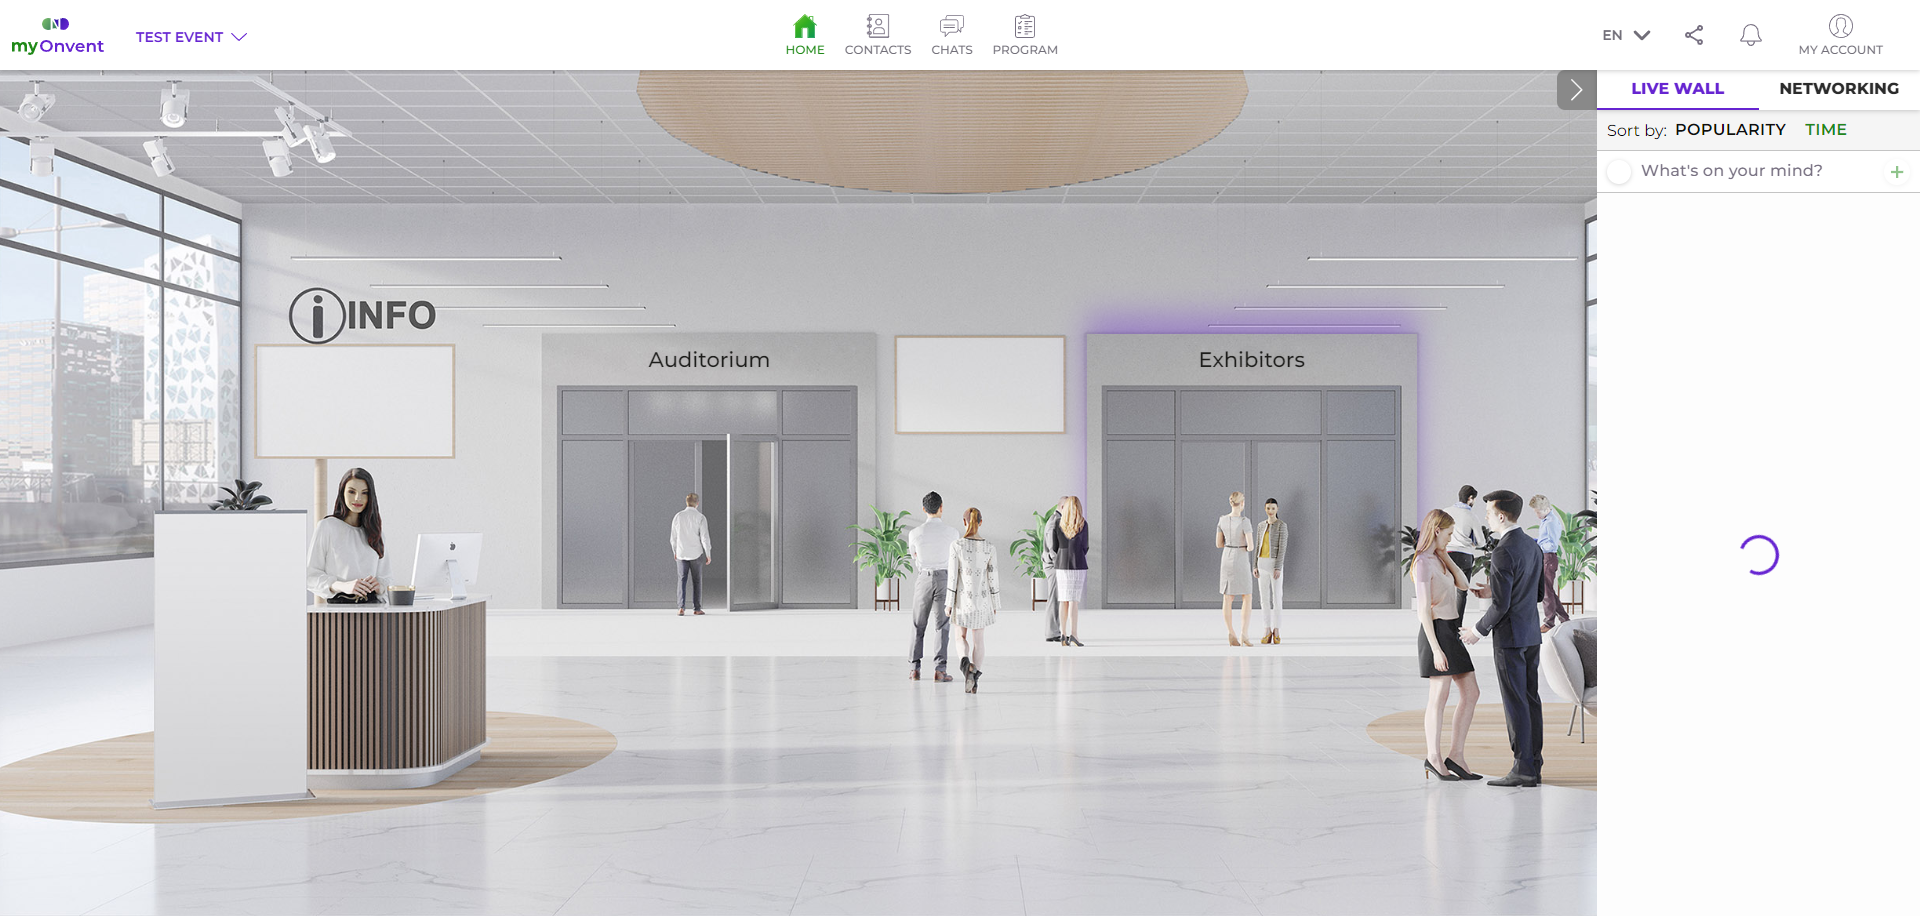 myOnvent
TEST EVENT
HOME
CONTACTS
CHATS
PROGRAM
EN
MY ACCOUNT
LIVE WALL
NETWORKING
Sort by: POPULARITY TIME
What's on your mind?
INFO
Auditorium
Exhibitors